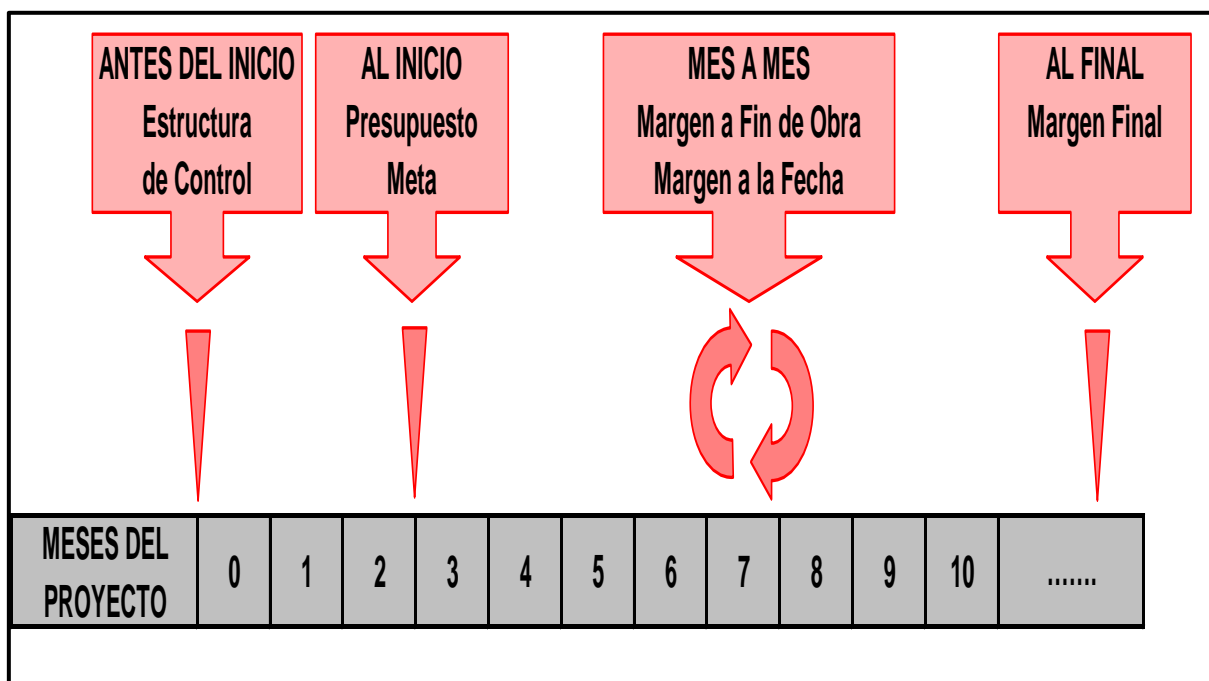 ANTES DEL INICIO
Estructura
de Control
AL INICIO
Presupuesto
Meta
MES A MES
Margen a Fin de Obra
Margen a la Fecha
AL FINAL
Margen Final
MESES DEL
PROYECTO
0 1 2 3 4 5 6 7 8 9 10 .......